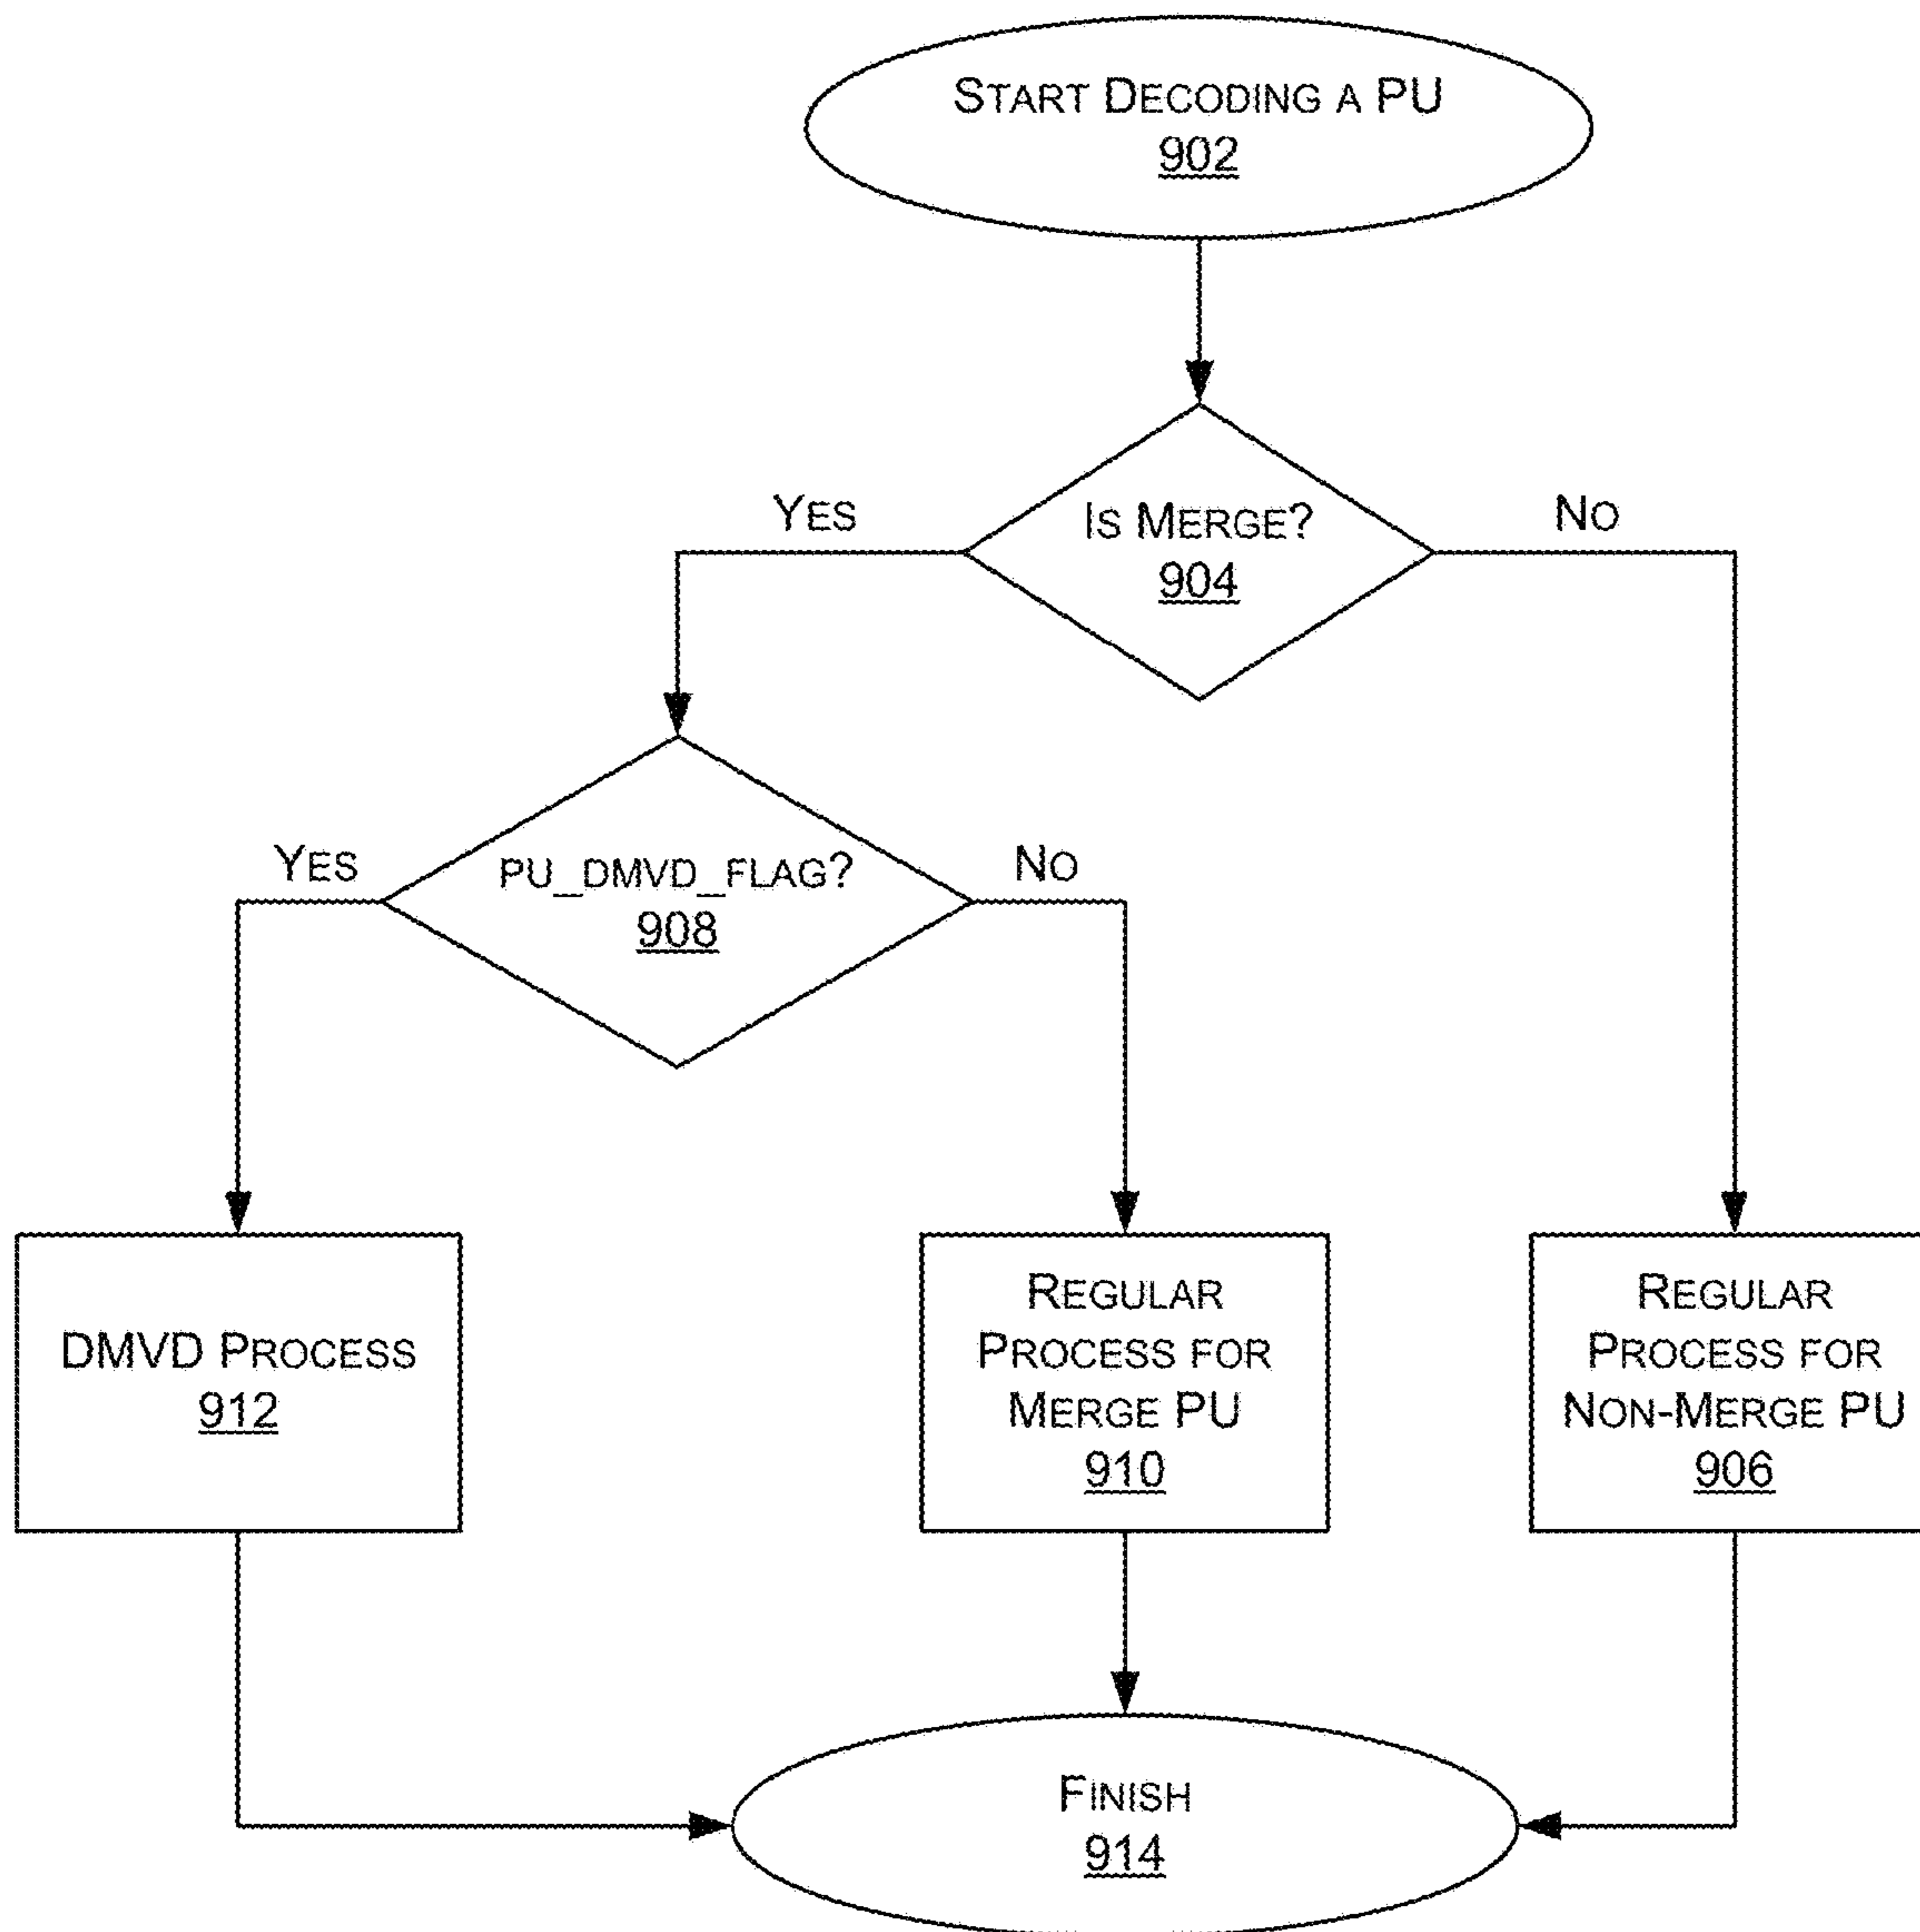 START DECODING A PU
902
IS MERGE?
904
YES
NO
PU_DMVD_FLAG?
908
YES
NO
DMVD PROCESS
912
REGULAR
PROCESS FOR
MERGE PU
910
REGULAR
PROCESS FOR
NON-MERGE PU
906
FINISH
914